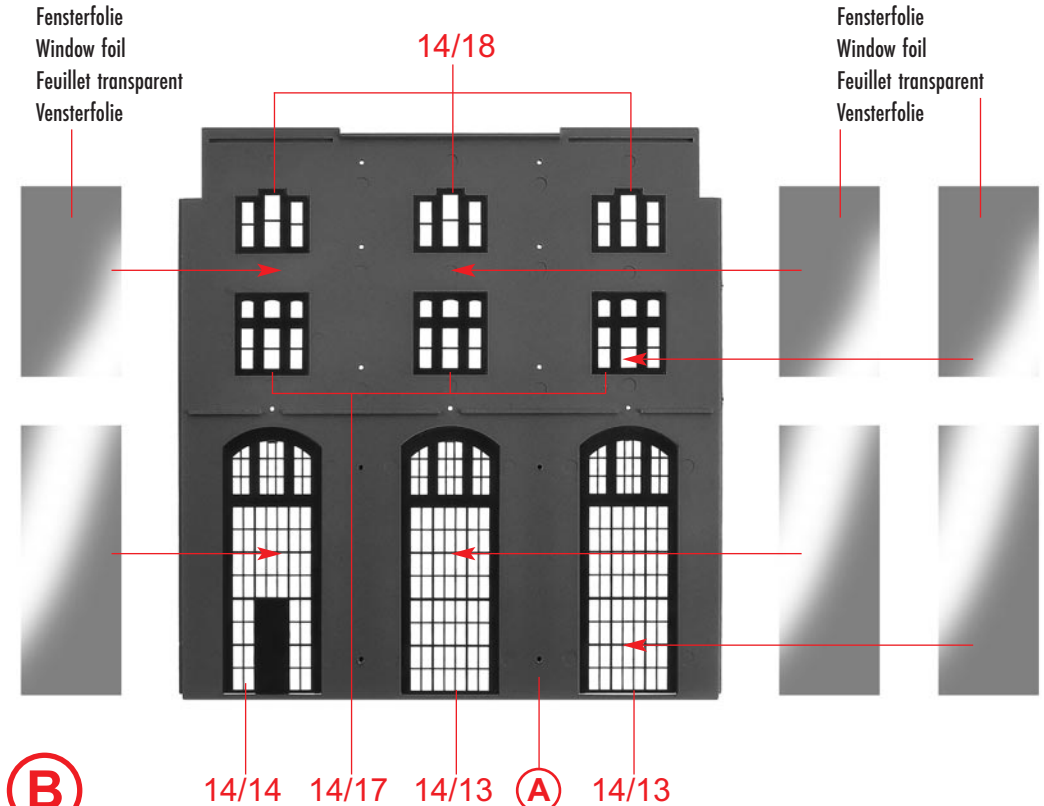 Fensterfolie
Window foil
Feuillet transparent
Vensterfolie
14/18
Fensterfolie
Window foil
Feuillet transparent
Vensterfolie
B
14/14 14/17 14/13 A 14/13